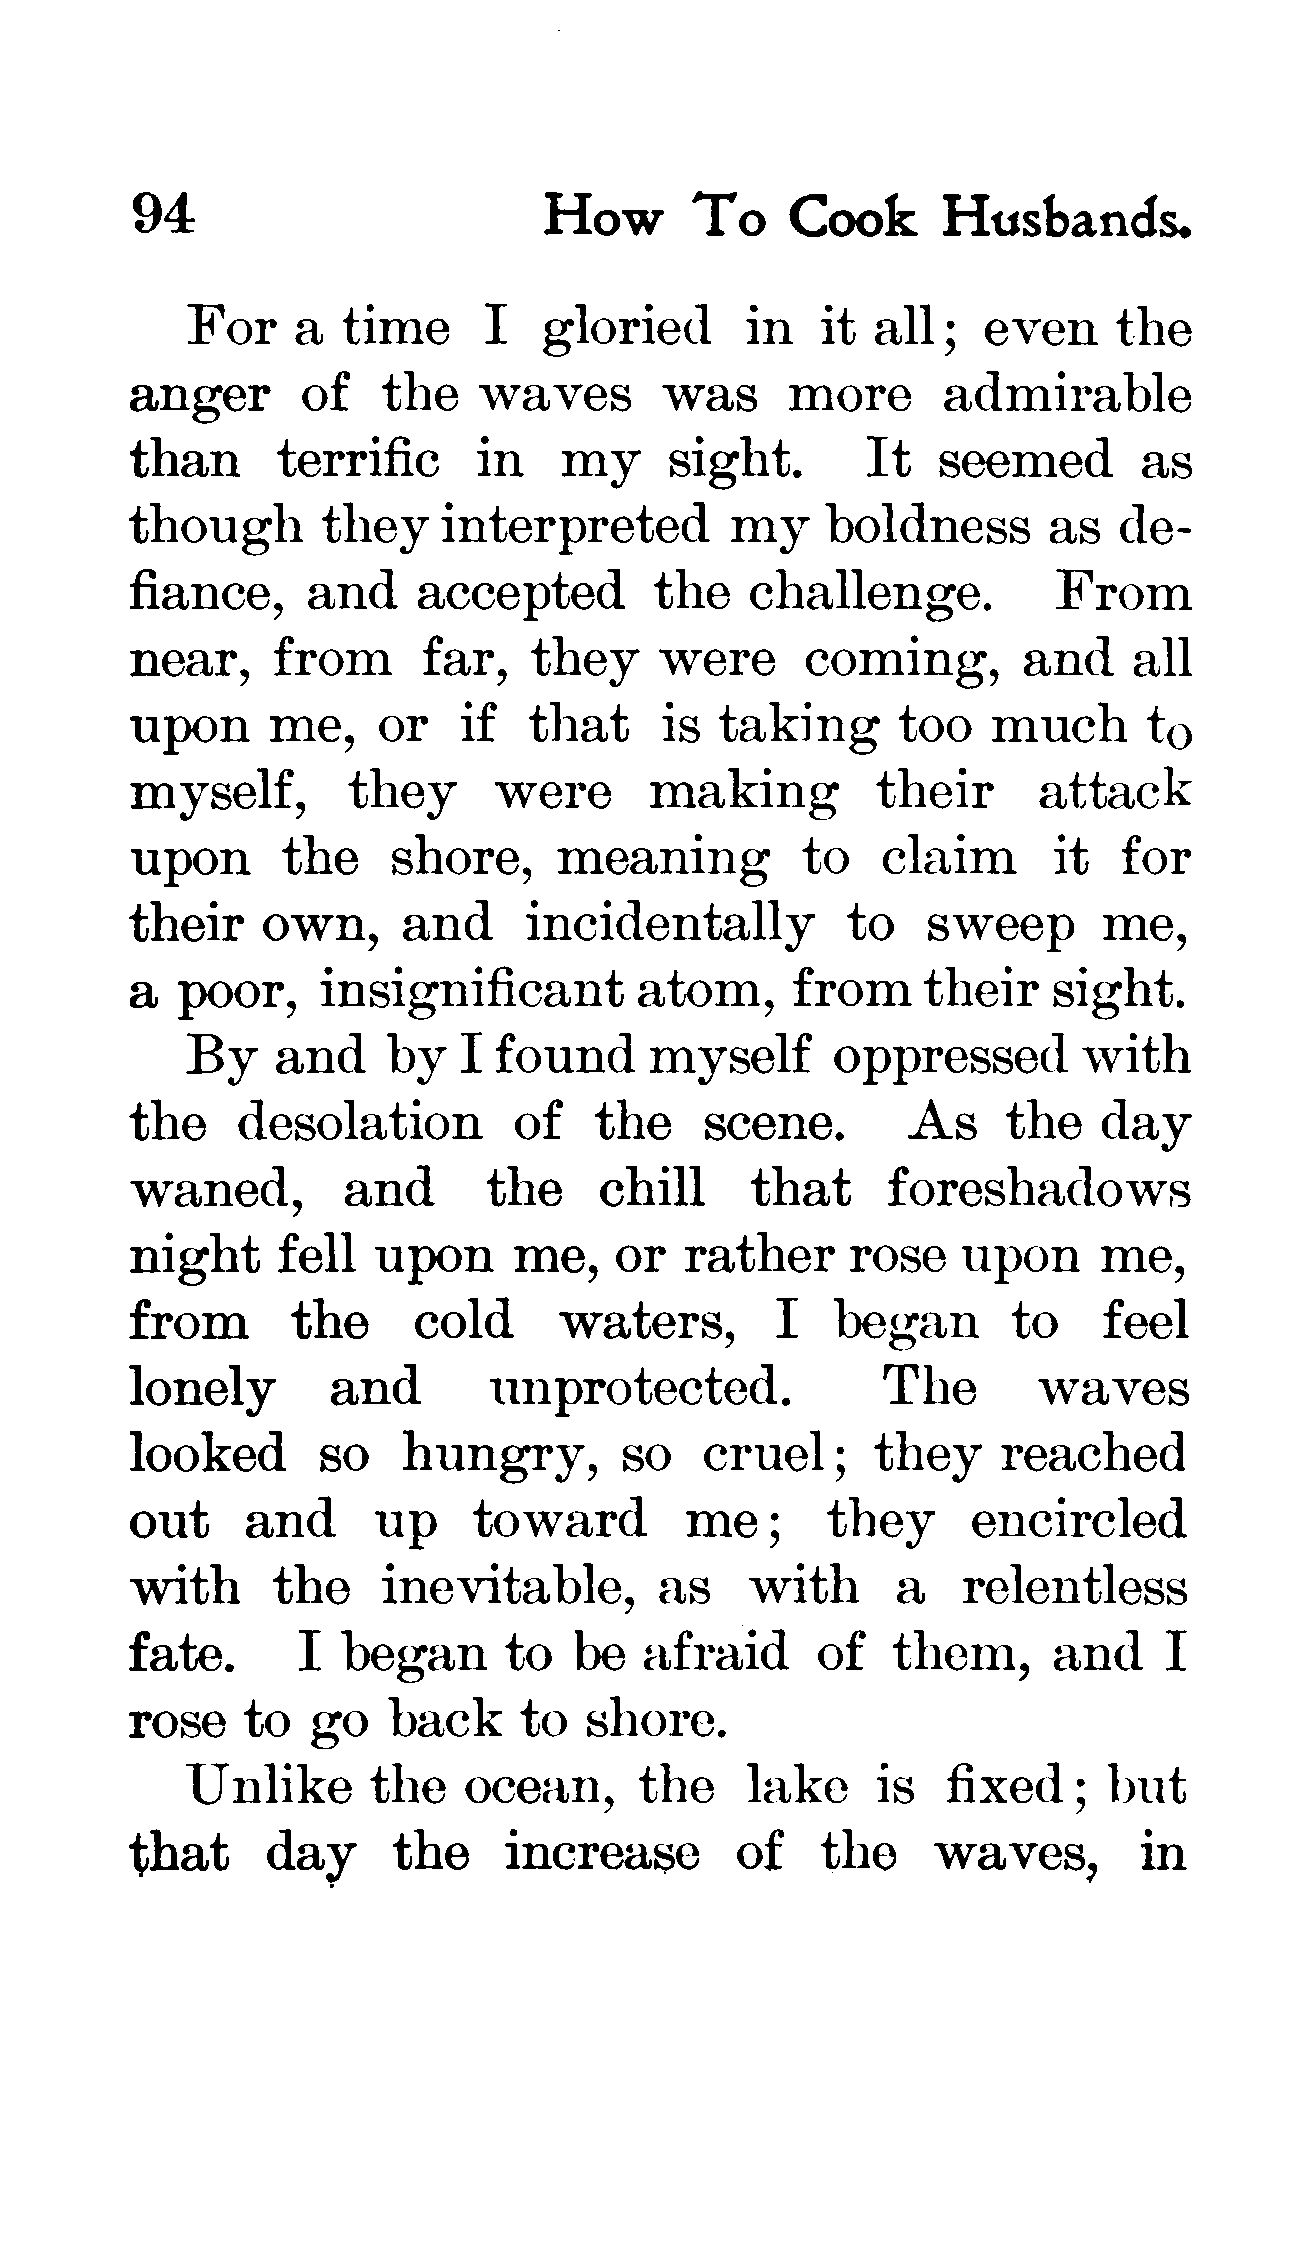 94 How To Cook Husbands.
For a time I gloried in it all; even the
anger of the waves was more admirable
than terrific in my sight. It seemed as
though they interpreted my boldness as de-
fiance, and accepted the challenge. From
near, from far, they were coming, and all
upon me, or if that is taking too much to
myself, they were making their attack
upon the shore, meaning to claim it for
their own, and incidentally to sweep me,
a poor, insignificant atom, from their sight.
By and by I found myself oppressed with
the desolation of the scene. As the day
waned, and the chill that foreshadows
night fell upon me, or rather rose upon me,
from the cold waters, I began to feel
lonely and unprotected. The waves
looked so hungry, so cruel; they reached
out and up toward me; they encircled
with the inevitable, as with a relentless
fate. I began to be afraid of them, and I
rose to go back to shore.
Unlike the ocean, the lake is fixed; but
that day the increase of the waves, in